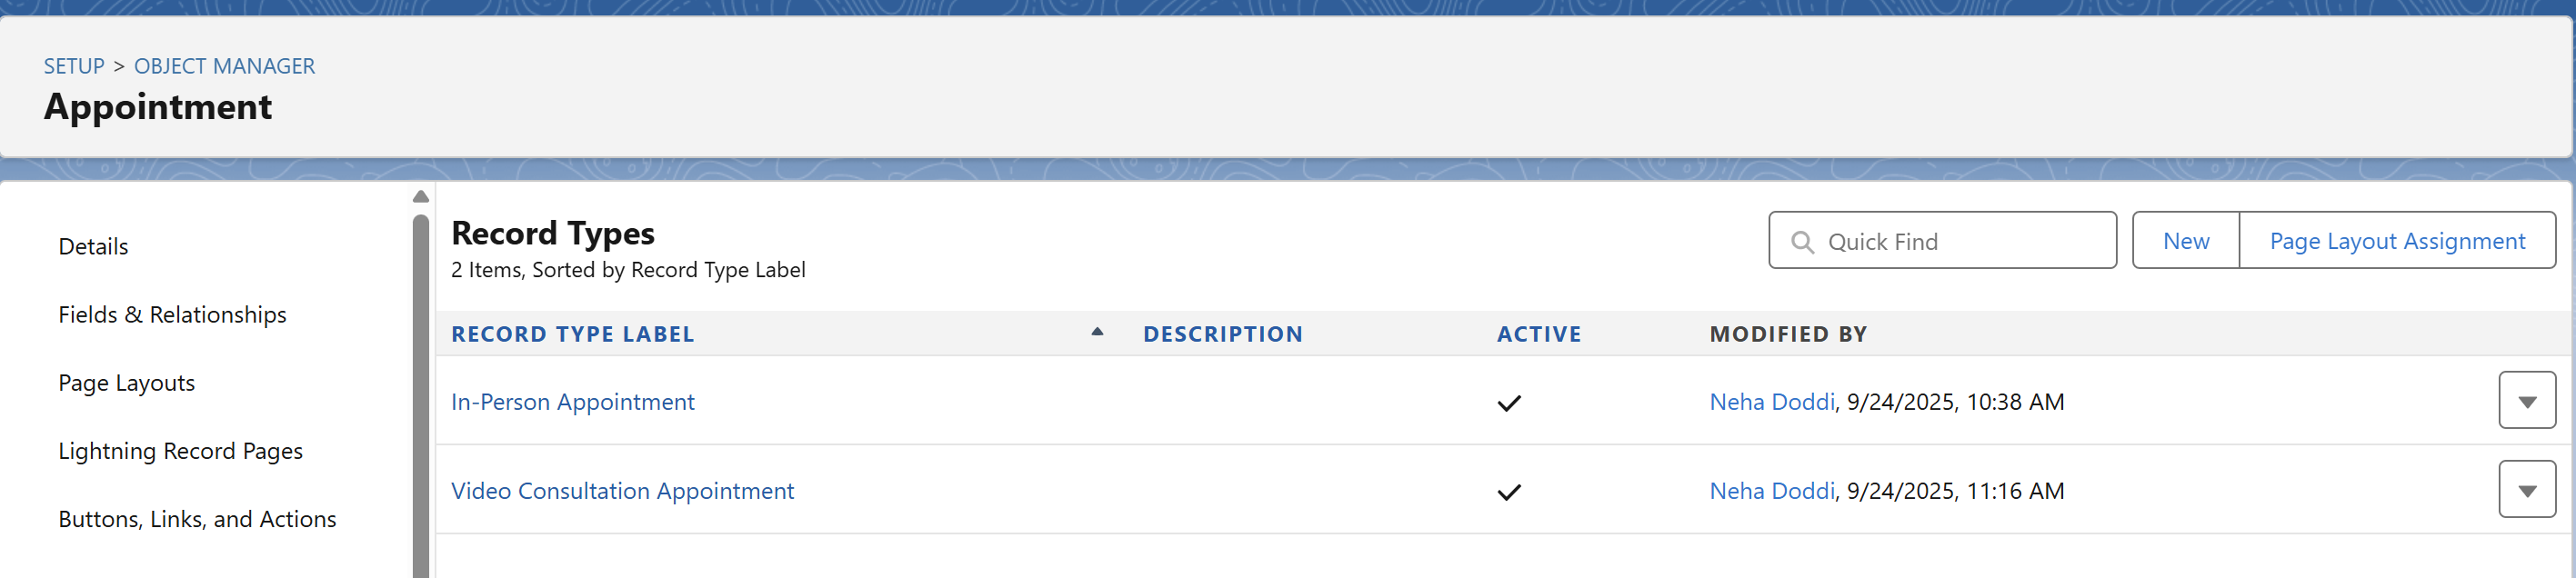 SETUP > OBJECT MANAGER
Appointment
Details
Fields & Relationships
Page Layouts
Lightning Record Pages
Buttons, Links, and Actions
Record Types
2 Items, Sorted by Record Type Label
Quick Find
New
Page Layout Assignment
RECORD TYPE LABEL DESCRIPTION ACTIVE MODIFIED BY
In-Person Appointment Neha Doddi, 9/24/2025, 10:38 AM
Video Consultation Appointment Neha Doddi, 9/24/2025, 11:16 AM